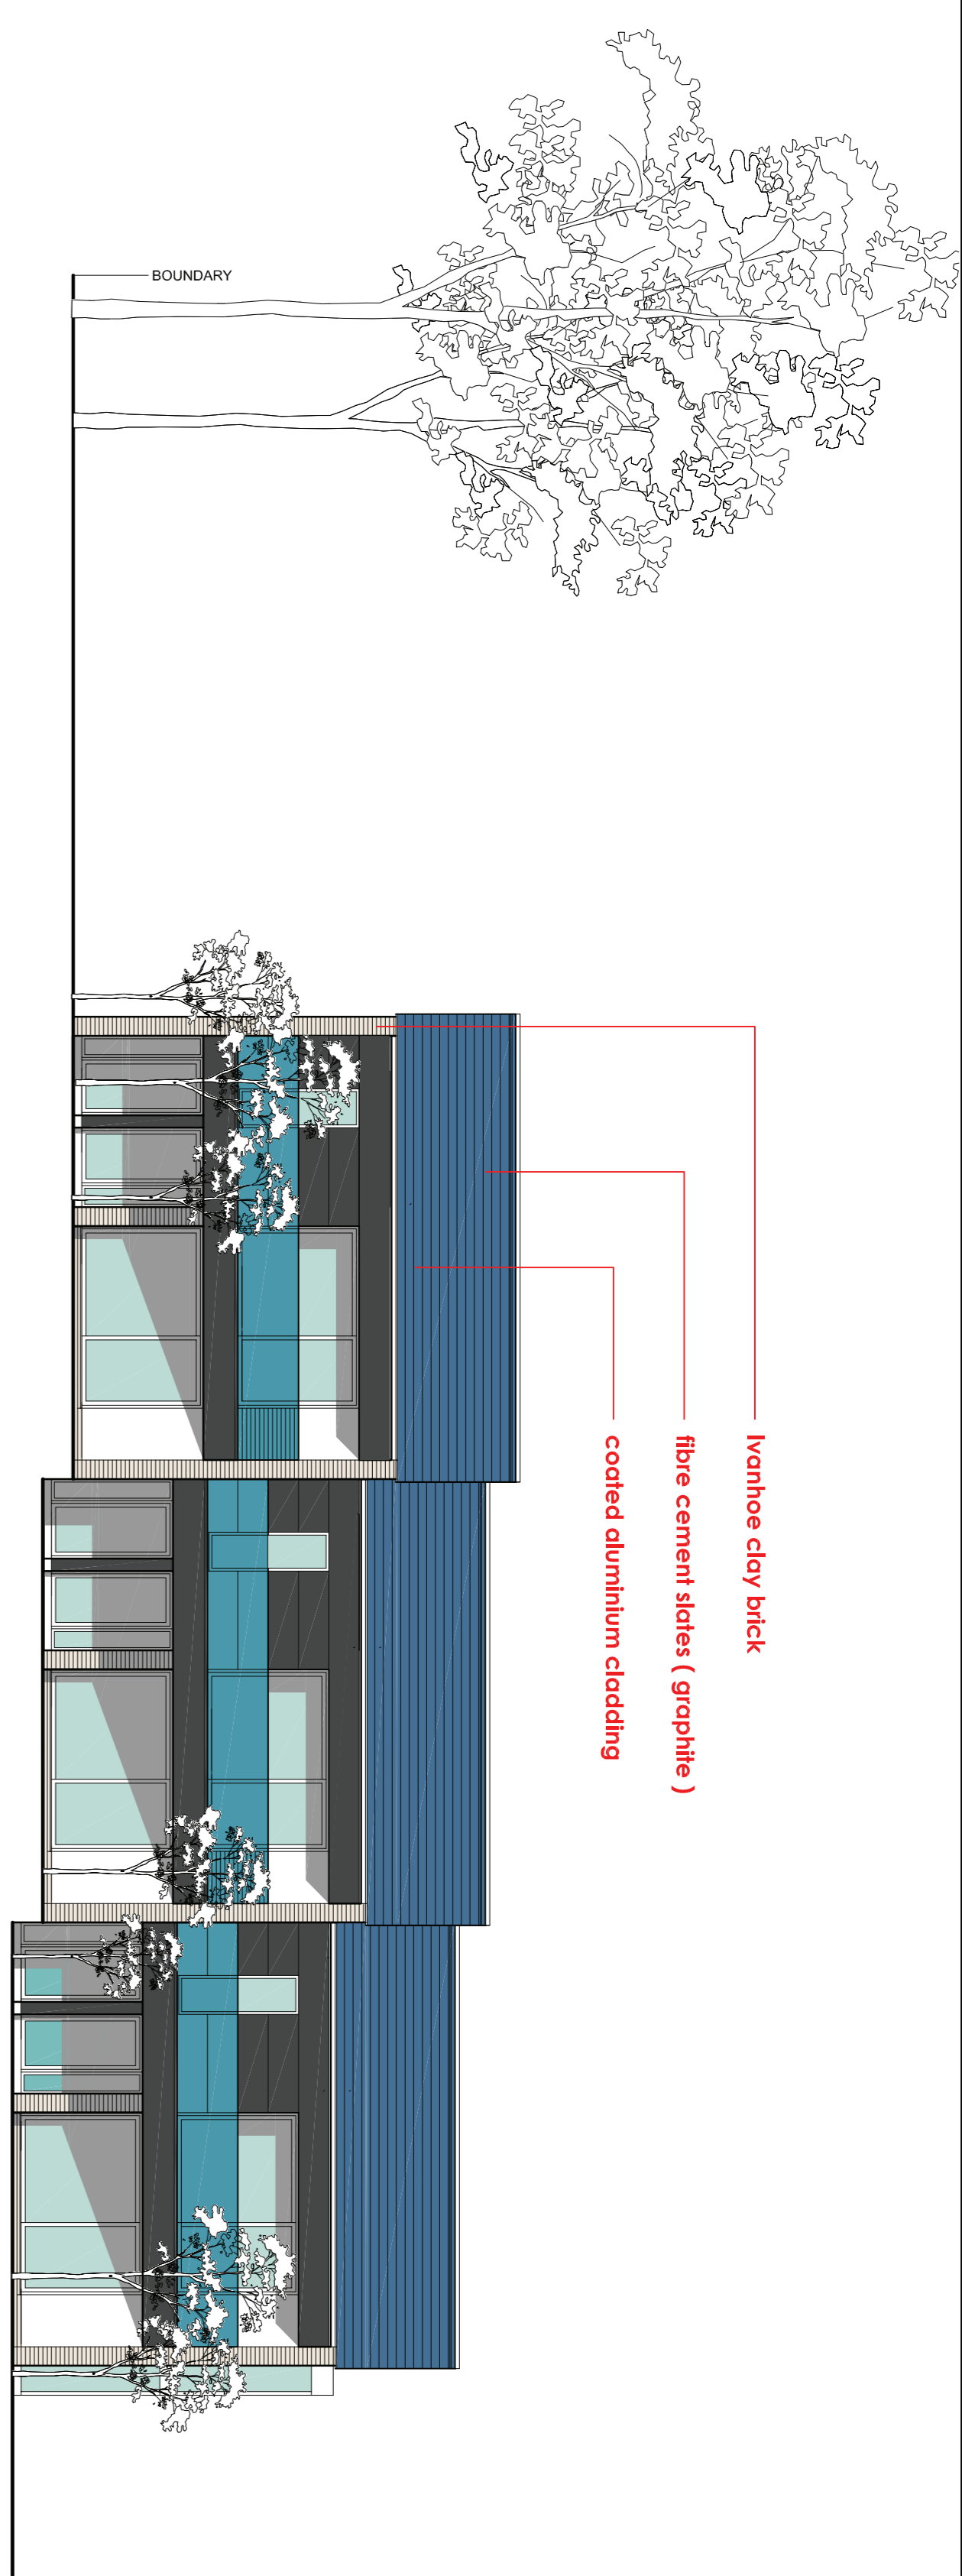 BOUNDARY
Ivanhoe clay brick
fibre cement slates ( graphite )
coated aluminium cladding